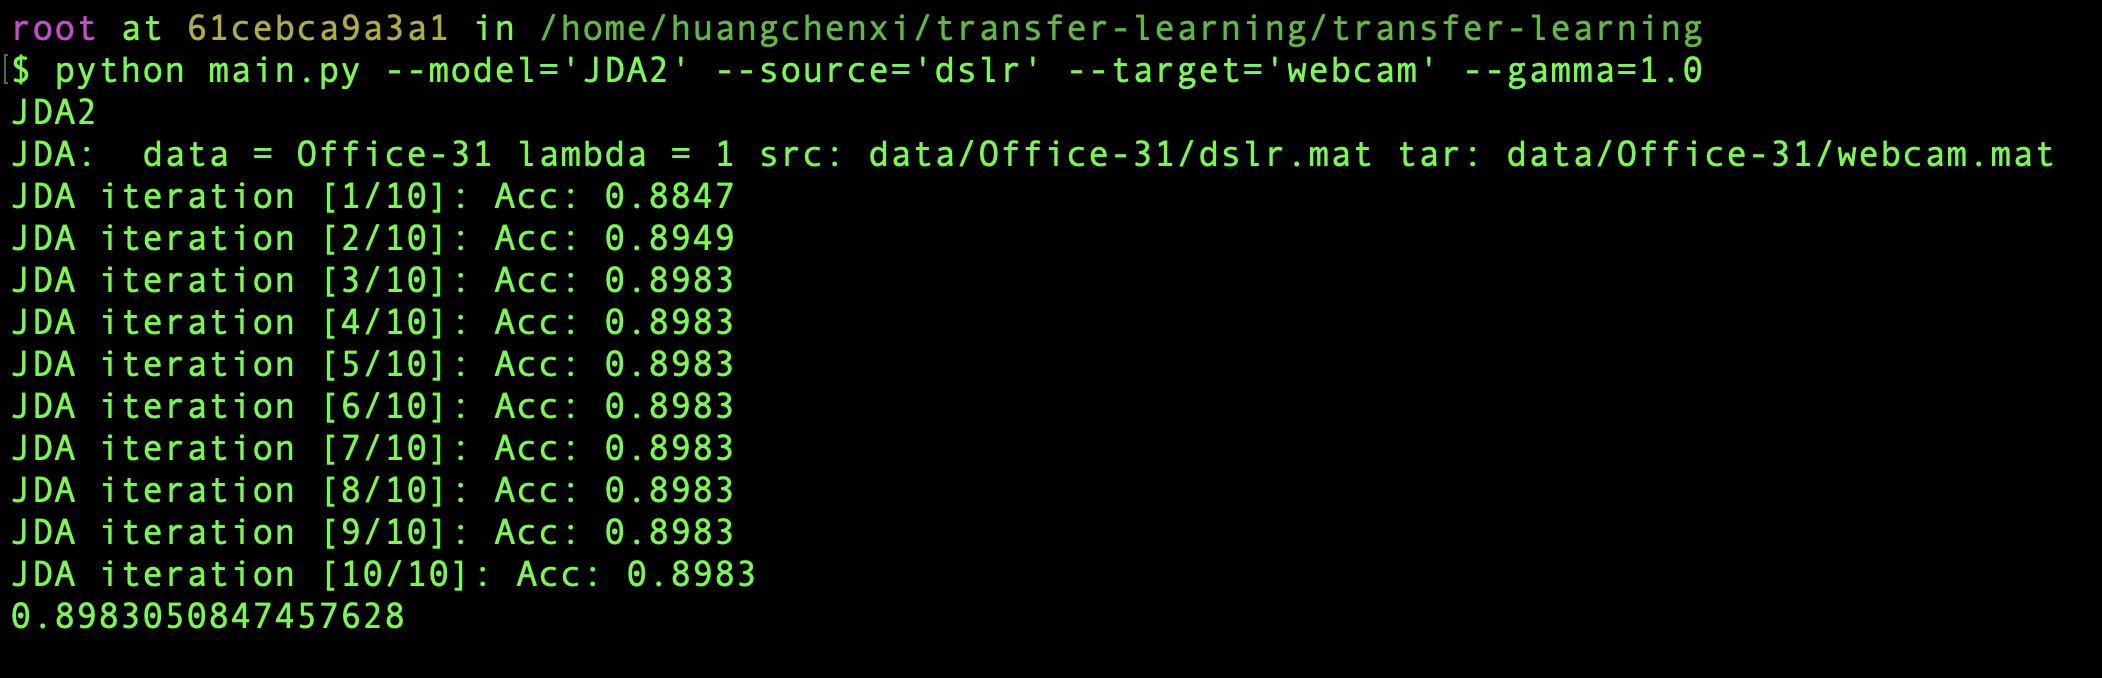 root at 61cebca9a3a1 in /home/huangchenxi/transfer-learning/transfer-learning
[$ python main.py --model='JDA2' --source='dslr' --target='webcam' --gamma=1.0
JDA2
JDA:  data = Office-31 lambda = 1 src: data/Office-31/dslr.mat tar: data/Office-31/webcam.mat
JDA iteration [1/10]: Acc: 0.8847
JDA iteration [2/10]: Acc: 0.8949
JDA iteration [3/10]: Acc: 0.8983
JDA iteration [4/10]: Acc: 0.8983
JDA iteration [5/10]: Acc: 0.8983
JDA iteration [6/10]: Acc: 0.8983
JDA iteration [7/10]: Acc: 0.8983
JDA iteration [8/10]: Acc: 0.8983
JDA iteration [9/10]: Acc: 0.8983
JDA iteration [10/10]: Acc: 0.8983
0.8983050847457628